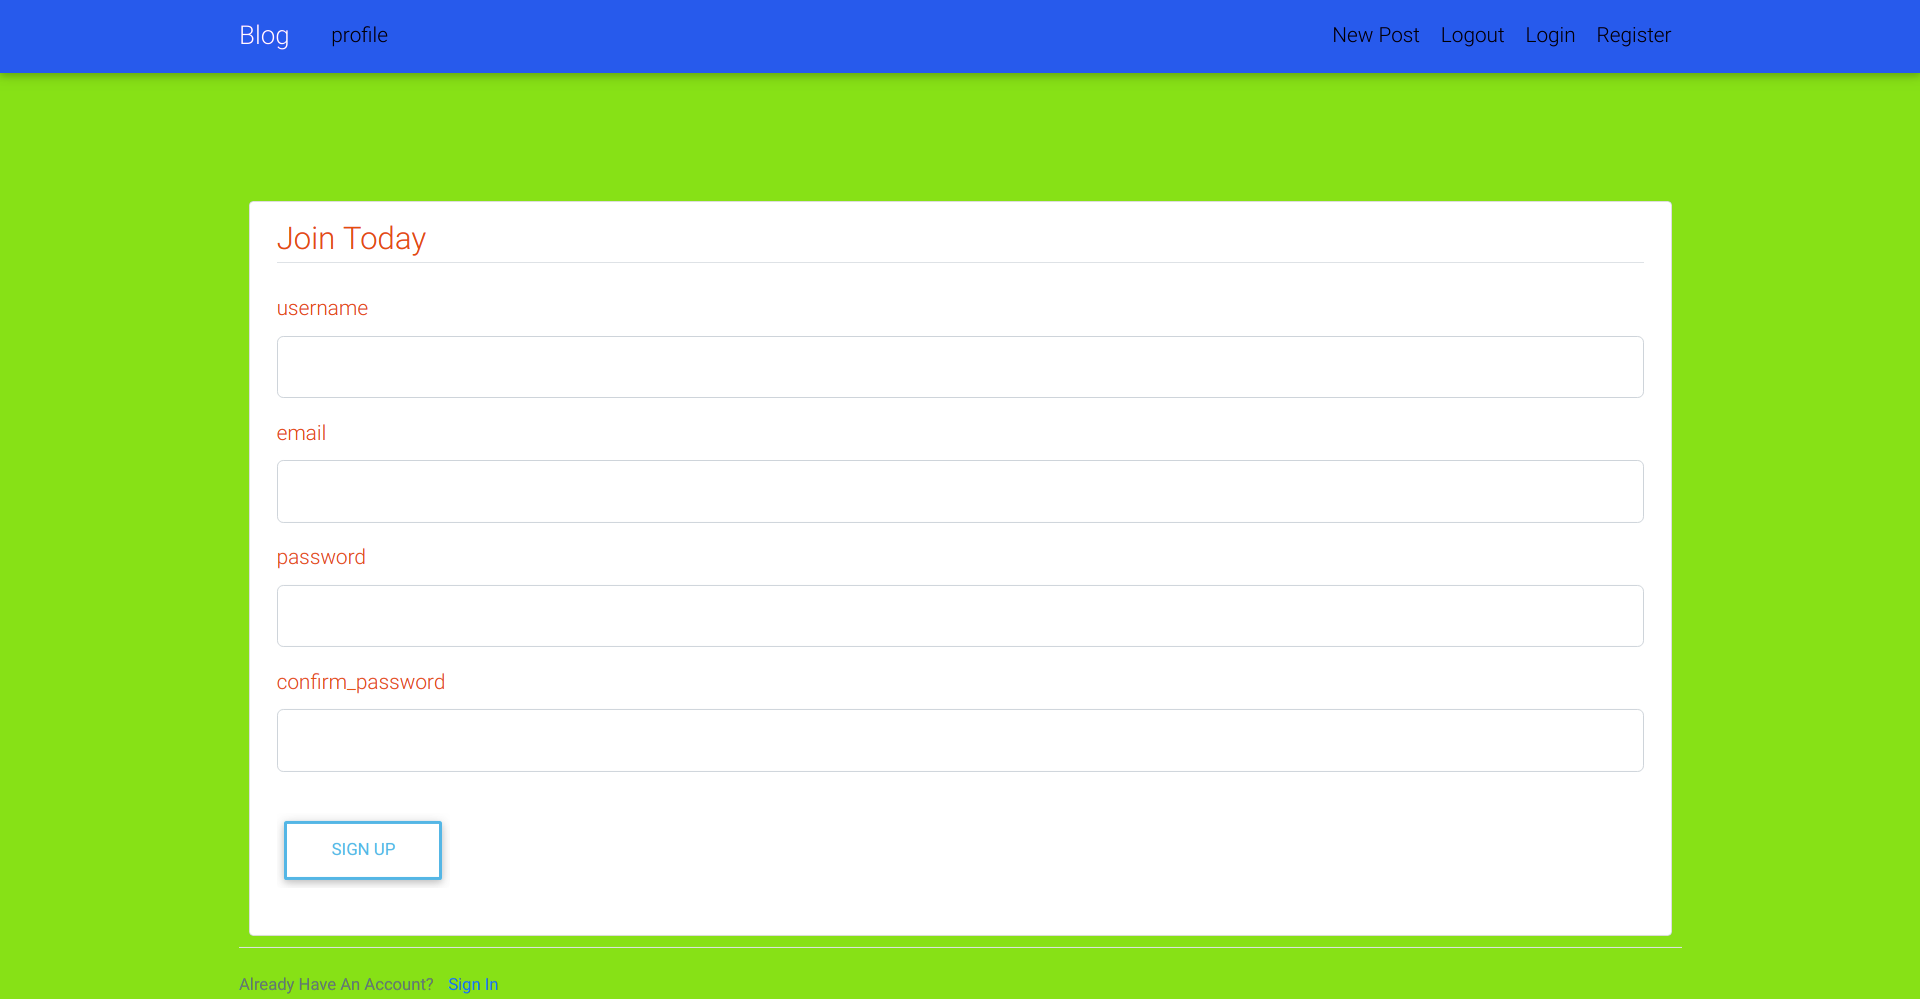 Blog profile New Post Logout Login Register
Join Today
username
email
password
confirm_password
SIGN UP
Already Have An Account? Sign In